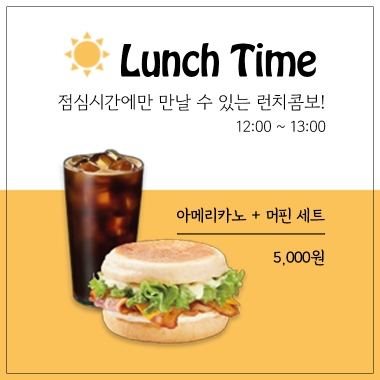 Lunch Time
점심시간에만 만날 수 있는 런치콤보!
12:00 ~ 13:00
아메리카노 + 머핀 세트
5,000원